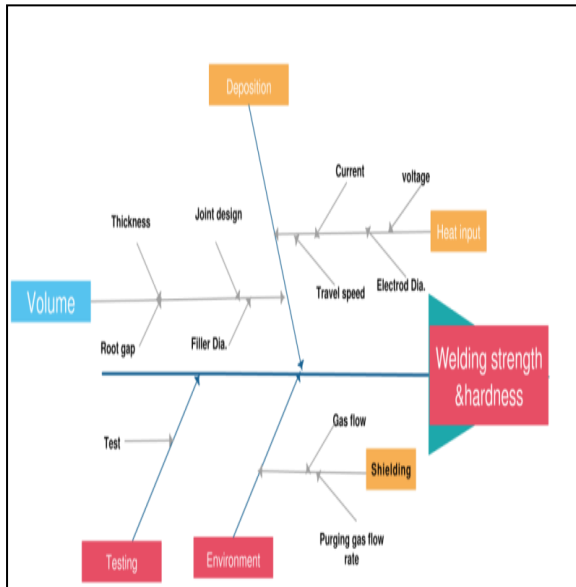 Deposition
Current
voltage
Thickness
Joint design
Heat input
Volume
Travel speed
Electrod Dia.
Root gap
Filler Dia.
Welding strength
&hardness
Gas flow
Test
Shielding
Purging gas flow
rate
Testing
Environment